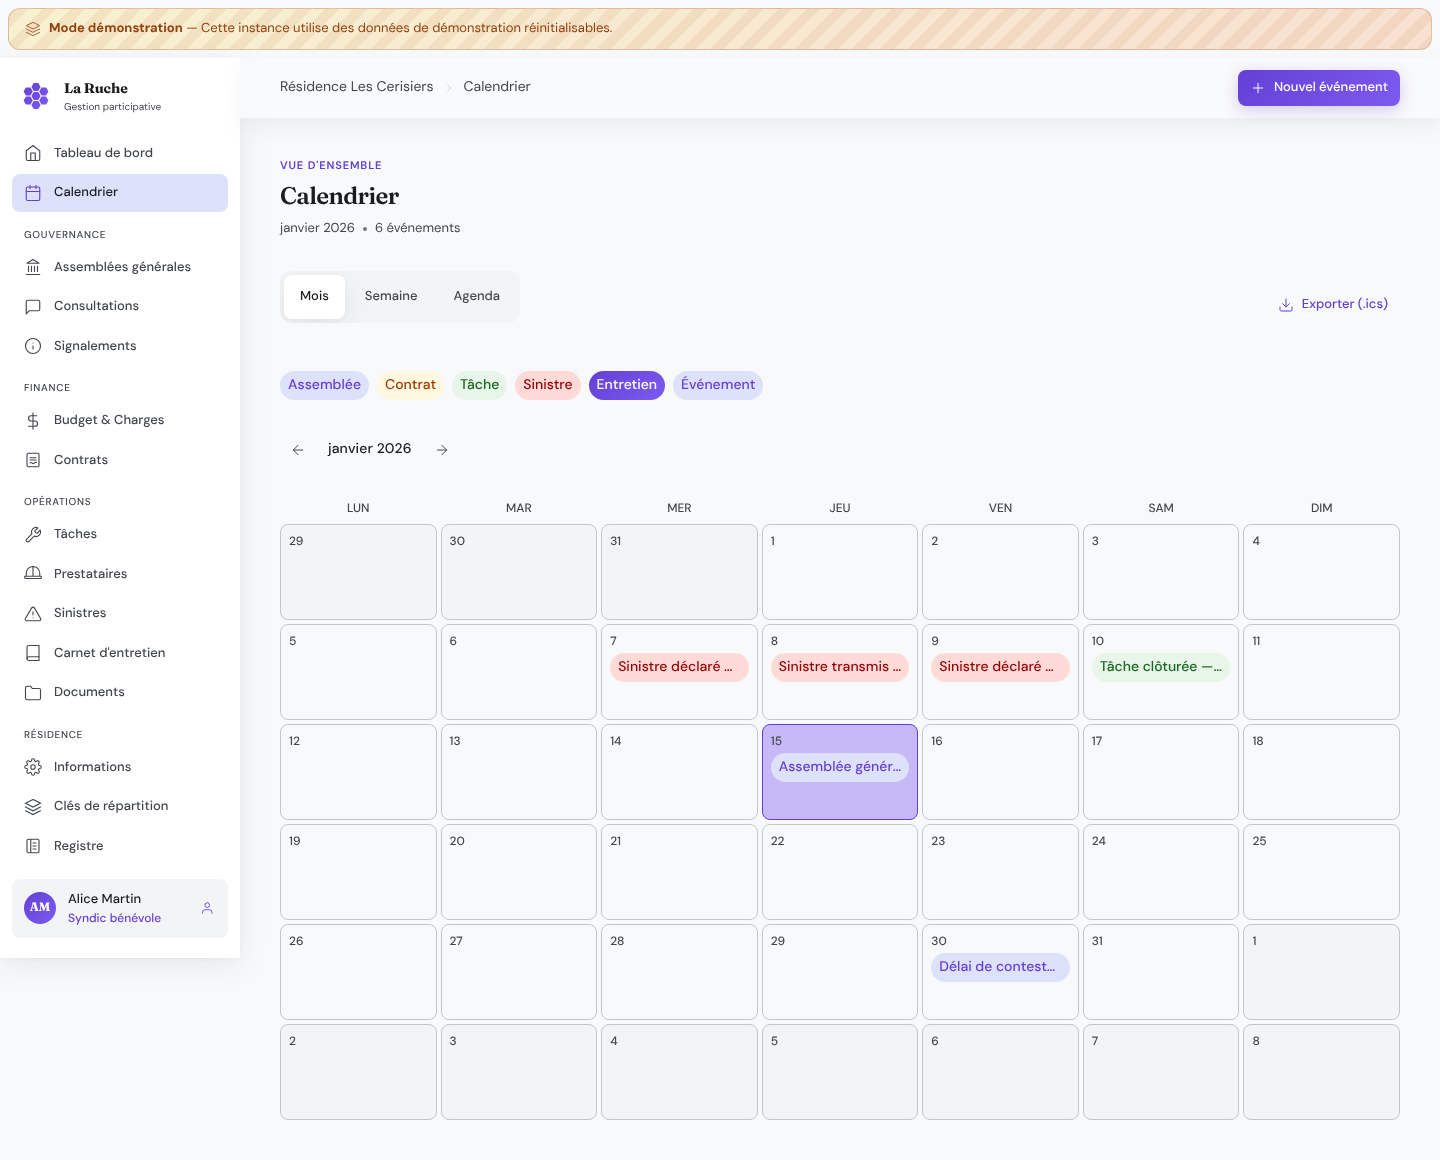 Mode démonstration — Cette instance utilise des données de démonstration réinitialisables.
La Ruche
Gestion participative
Tableau de bord
Calendrier
GOUVERNANCE
Assemblées générales
Consultations
Signalements
FINANCE
Budget & Charges
Contrats
OPÉRATIONS
Tâches
Prestataires
Sinistres
Carnet d'entretien
Documents
RÉSIDENCE
Informations
Clés de répartition
Registre
AM
Alice Martin
Syndic bénévole
Résidence Les Cerisiers > Calendrier
Nouvel événement
VUE D'ENSEMBLE
Calendrier
janvier 2026 • 6 événements
Mois Semaine Agenda
Exporter (.ics)
Assemblée Contrat Tâche Sinistre Entretien Événement
janvier 2026
LUN MAR MER JEU VEN SAM DIM
29 30 31 1 2 3 4
5 6 7 8 9 10 11
Sinistre déclaré ... Sinistre transmis ... Sinistre déclaré ... Tâche clôturée —...
12 13 14 15 16 17 18
Assemblée génér...
19 20 21 22 23 24 25
26 27 28 29 30 31 1
Délai de contest...
2 3 4 5 6 7 8